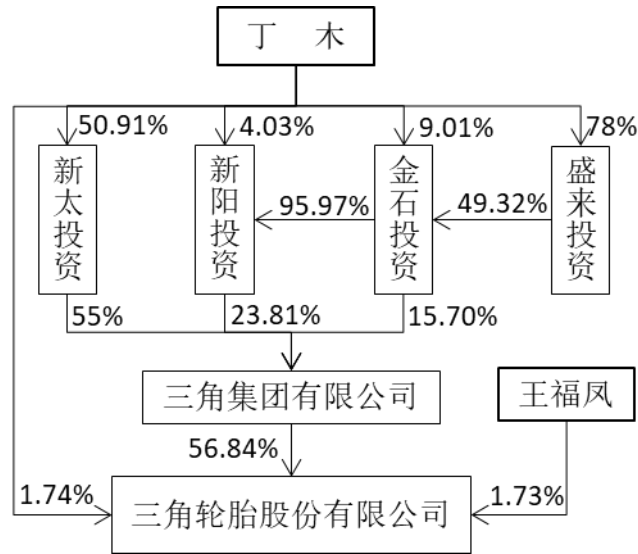 丁 木
50.91%
4.03%
9.01%
78%
新太投资
新阳投资
金石投资
盛来投资
95.97%
49.32%
55%
23.81%
15.70%
三角集团有限公司
王福凤
56.84%
1.74%
三角轮胎股份有限公司
1.73%